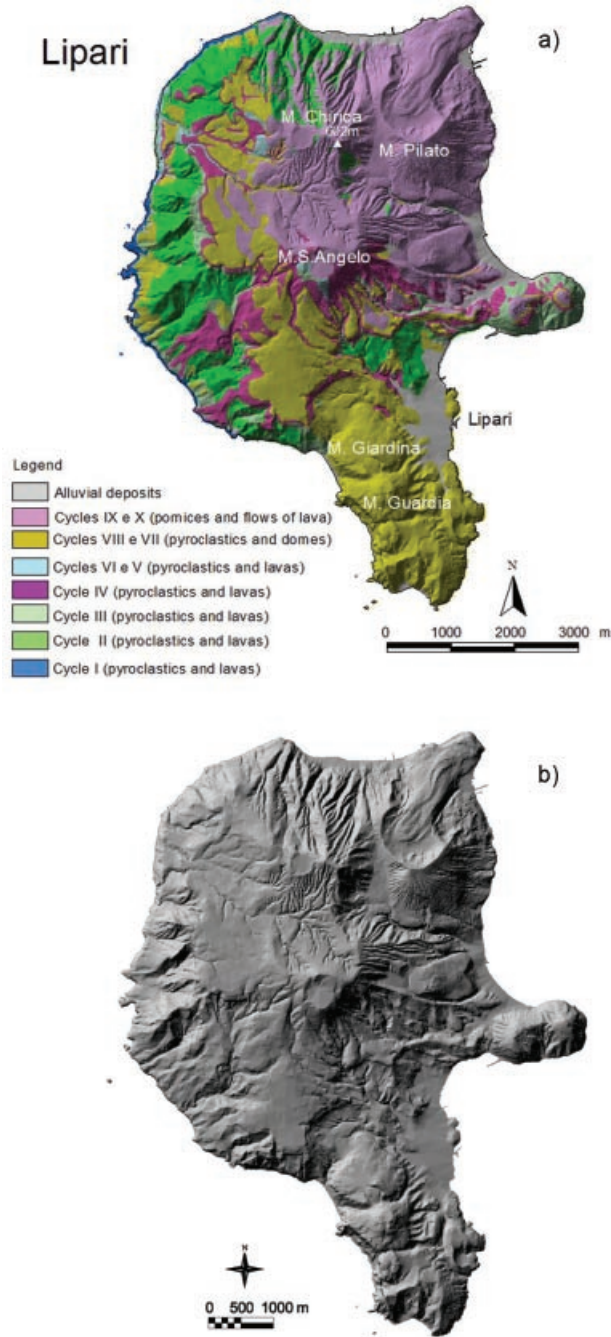 Lipari
a)
M. Chirica
M. Pilato
M.S.Angelo
Lipari
M. Giardina
M. Guardia
Legend
Alluvial deposits
Cycles IX e X (pomices and flows of lava)
Cycles VIII e VII (pyroclastics and domes)
Cycles VI e V (pyroclastics and lavas)
Cycle IV (pyroclastics and lavas)
Cycle III (pyroclastics and lavas)
Cycle II (pyroclastics and lavas)
Cycle I (pyroclastics and lavas)
N
0 1000 2000 3000 m
b)
N
0 500 1000 m